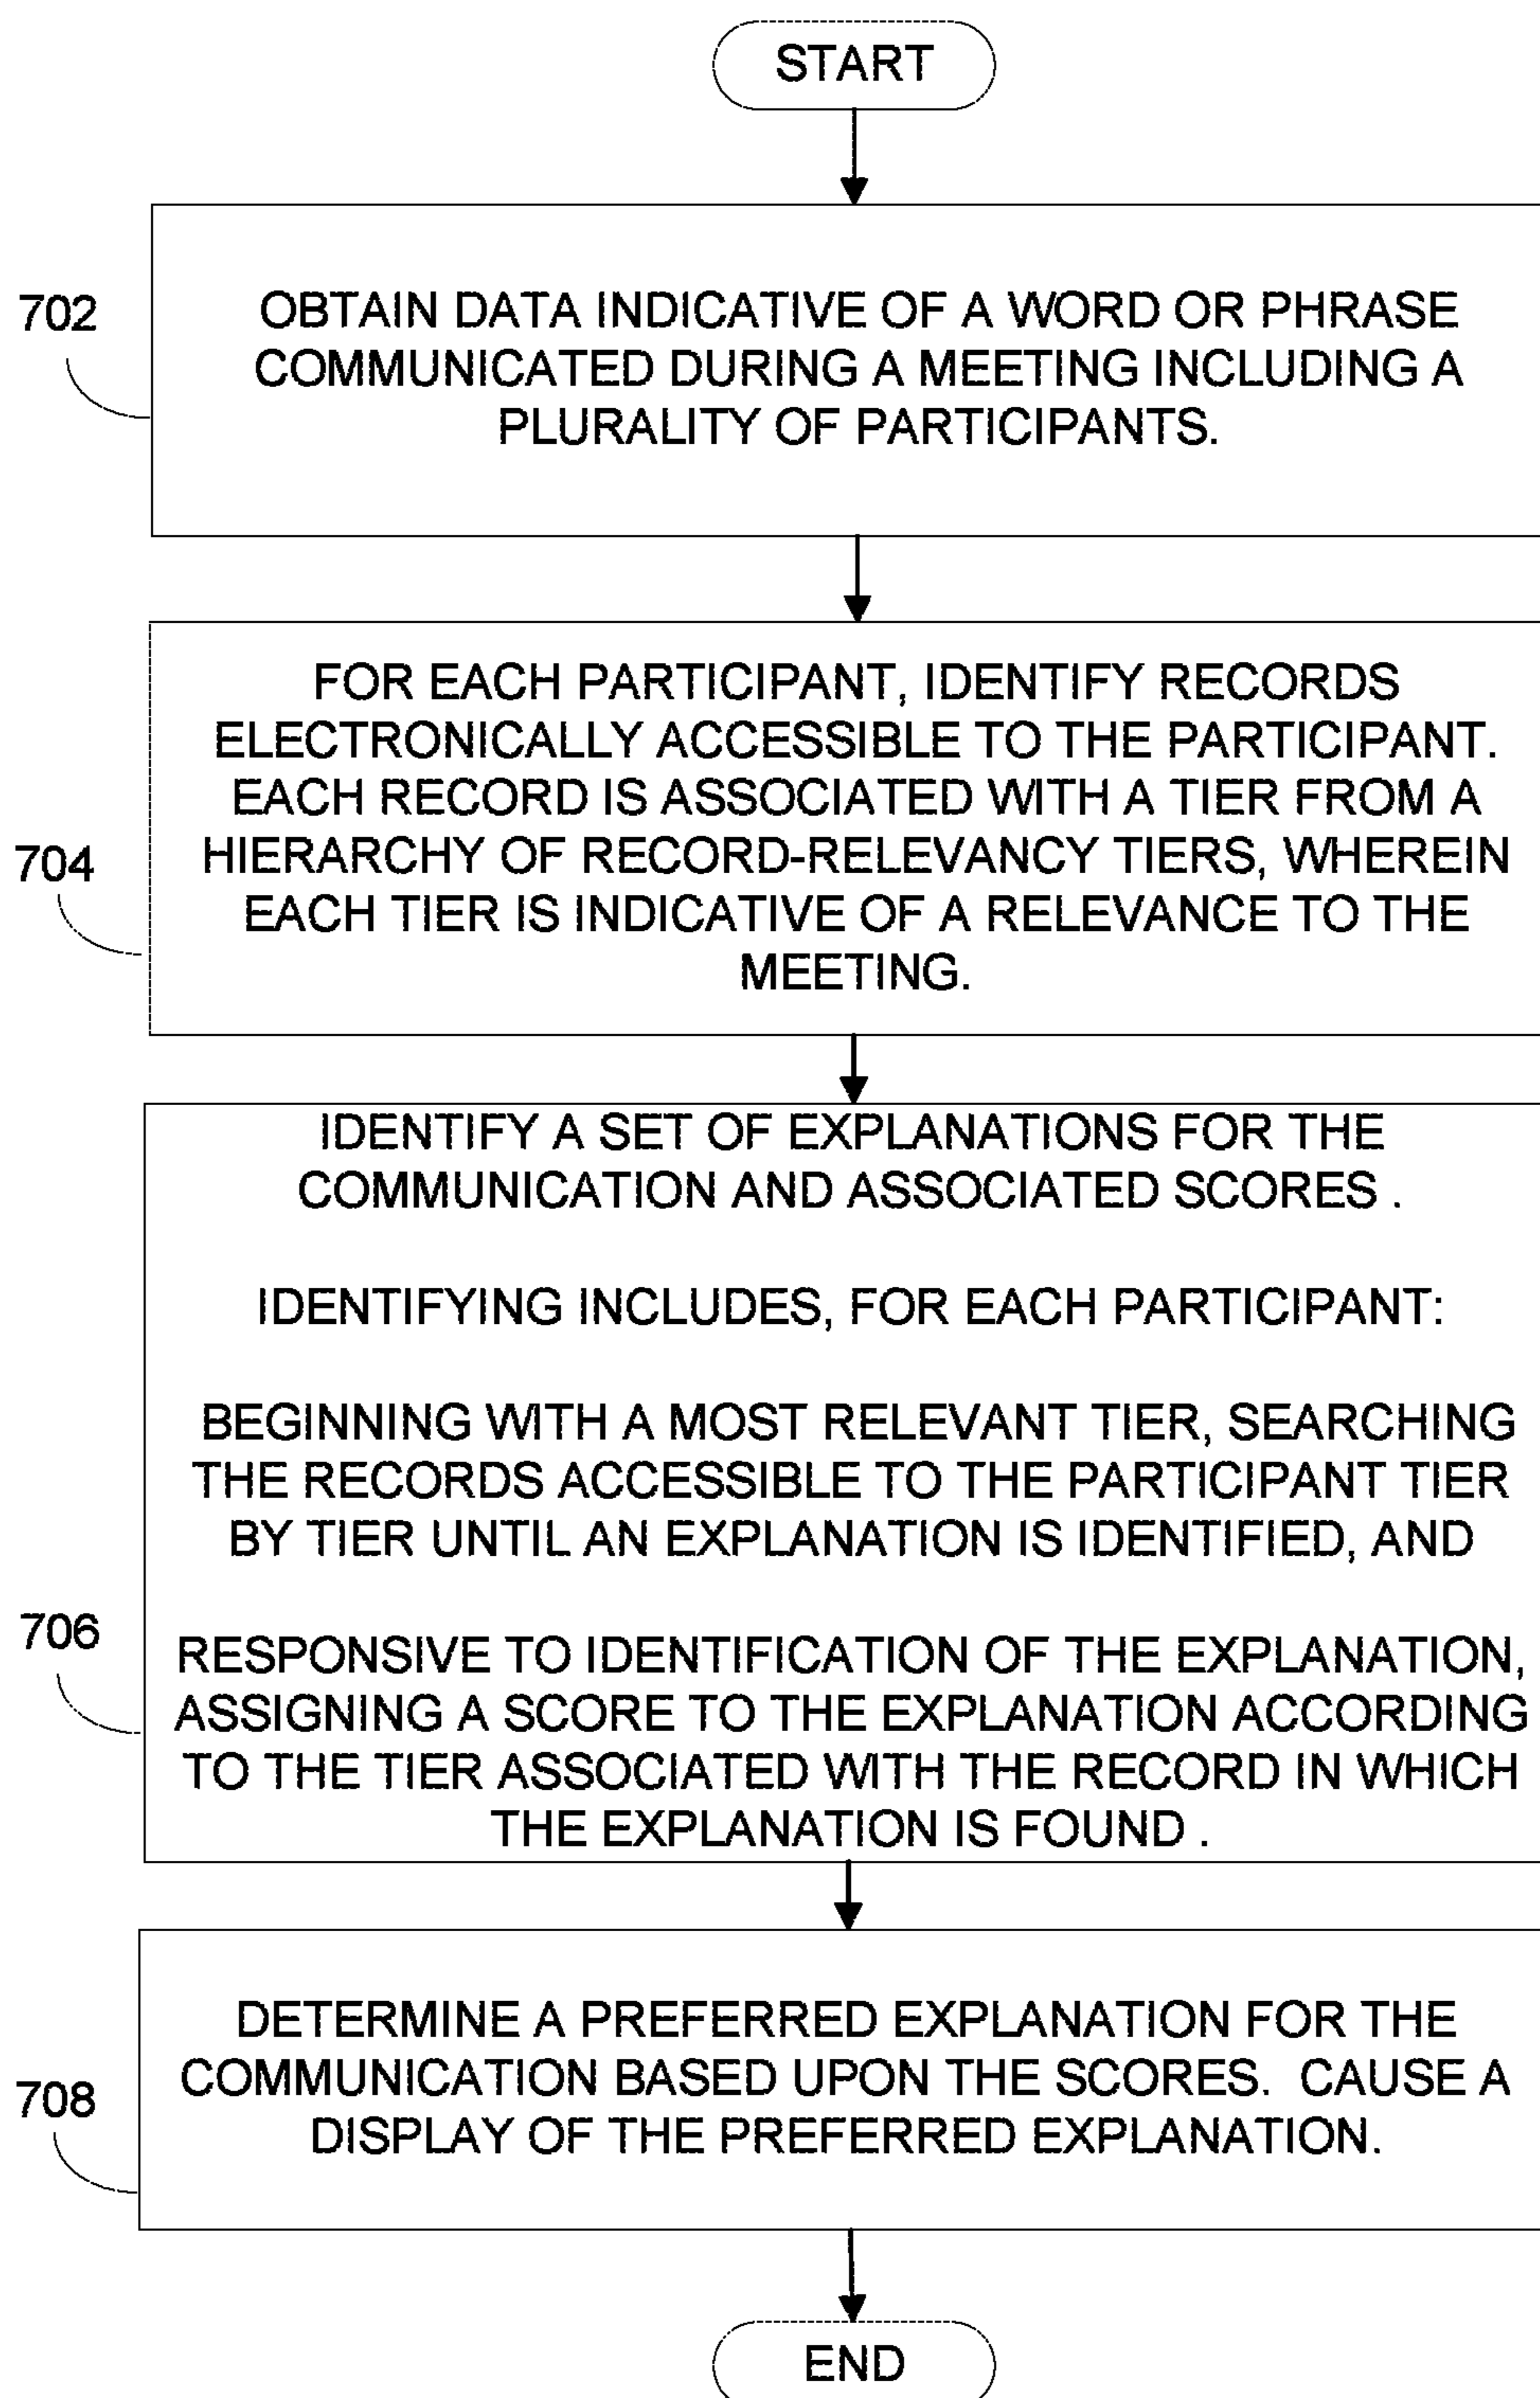 START
702
OBTAIN DATA INDICATIVE OF A WORD OR PHRASE
COMMUNICATED DURING A MEETING INCLUDING A
PLURALITY OF PARTICIPANTS.
704
FOR EACH PARTICIPANT, IDENTIFY RECORDS
ELECTRONICALLY ACCESSIBLE TO THE PARTICIPANT.
EACH RECORD IS ASSOCIATED WITH A TIER FROM A
HIERARCHY OF RECORD-RELEVANCY TIERS, WHEREIN
EACH TIER IS INDICATIVE OF A RELEVANCE TO THE
MEETING.
706
IDENTIFY A SET OF EXPLANATIONS FOR THE
COMMUNICATION AND ASSOCIATED SCORES .
IDENTIFYING INCLUDES, FOR EACH PARTICIPANT:
BEGINNING WITH A MOST RELEVANT TIER, SEARCHING
THE RECORDS ACCESSIBLE TO THE PARTICIPANT TIER
BY TIER UNTIL AN EXPLANATION IS IDENTIFIED, AND
RESPONSIVE TO IDENTIFICATION OF THE EXPLANATION,
ASSIGNING A SCORE TO THE EXPLANATION ACCORDING
TO THE TIER ASSOCIATED WITH THE RECORD IN WHICH
THE EXPLANATION IS FOUND .
708
DETERMINE A PREFERRED EXPLANATION FOR THE
COMMUNICATION BASED UPON THE SCORES.  CAUSE A
DISPLAY OF THE PREFERRED EXPLANATION.
END